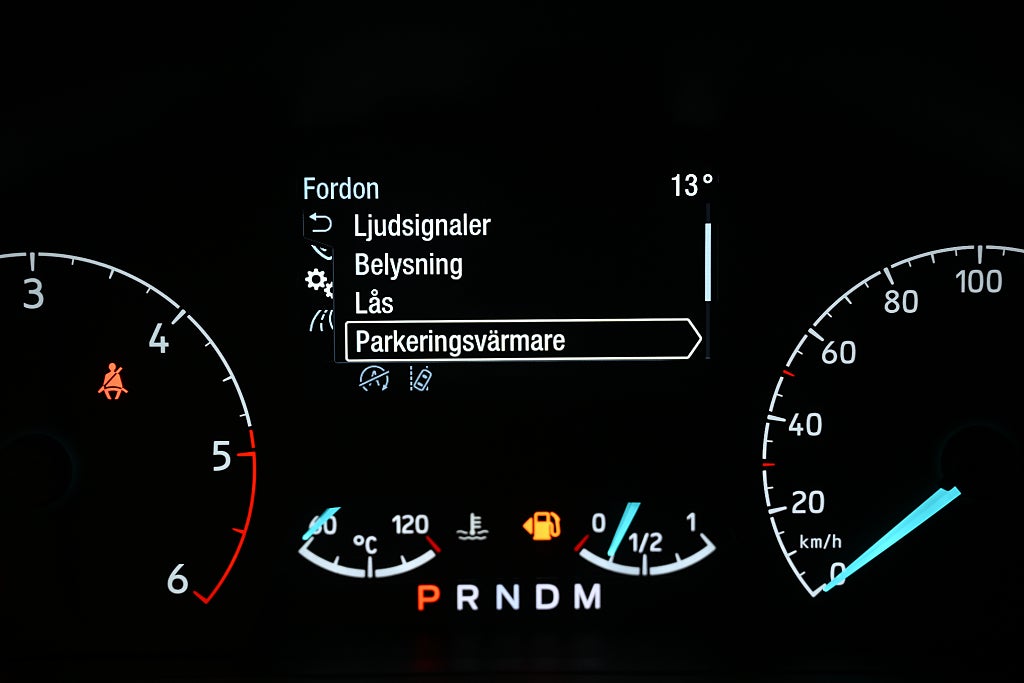 Fordon 13°
Ljudsignaler
Belysning
Lås
Parkeringsvärmare
3
4
5
6
100
80
60
40
20
0
km/h
60 120
°C
0 1
1/2
P R N D M